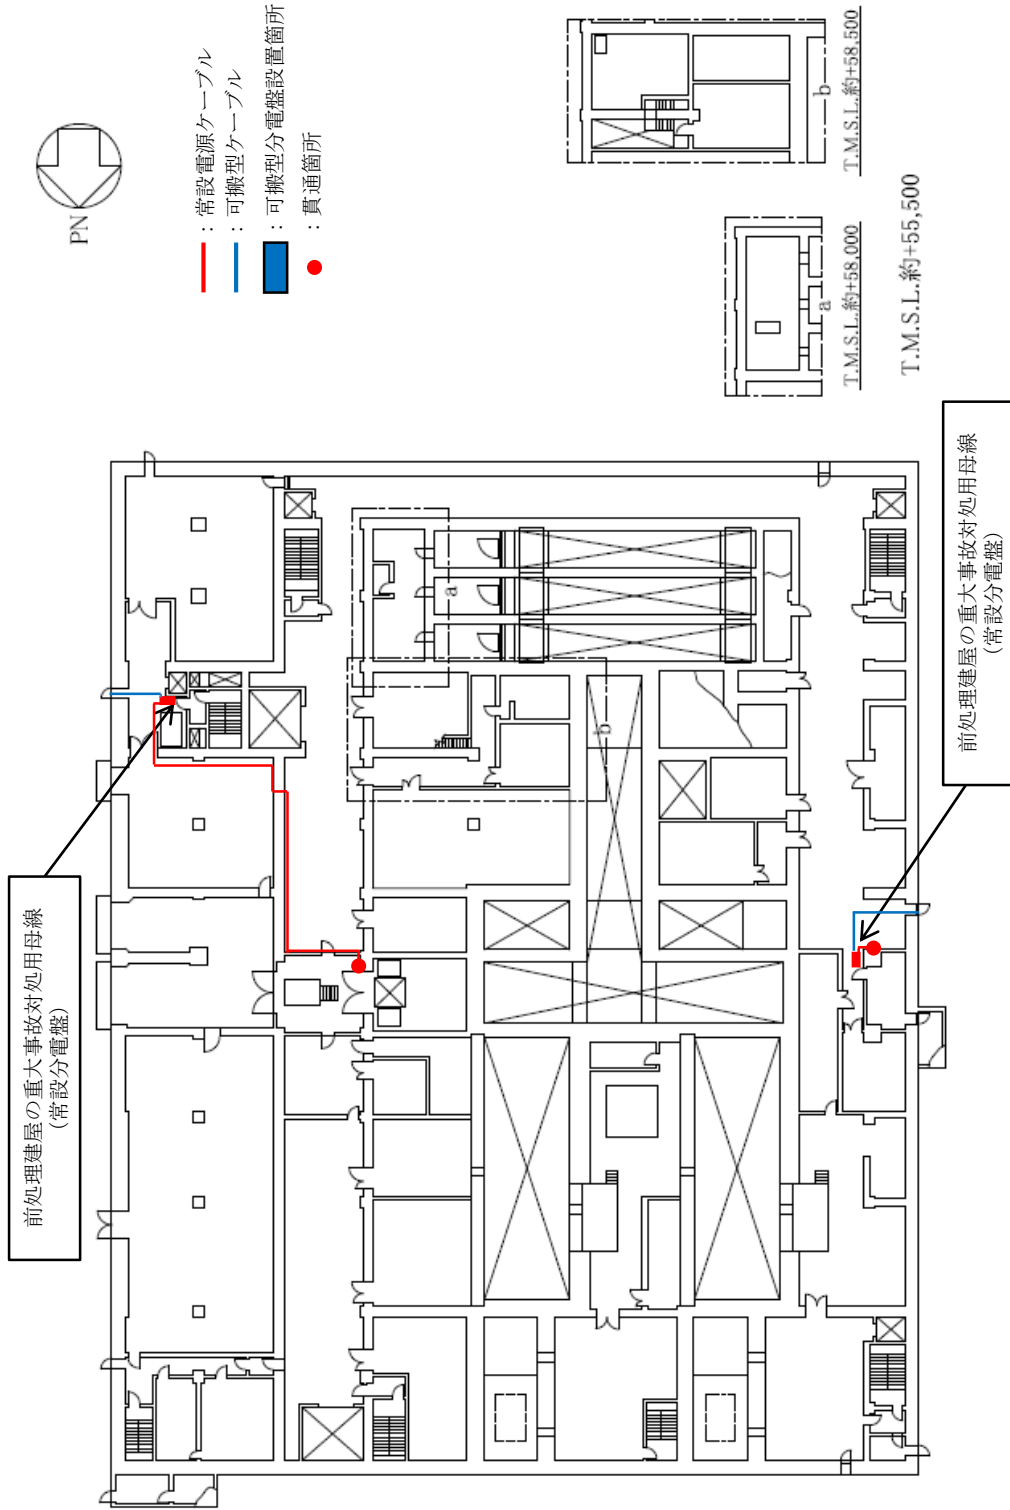 PN
：常設電源ケーブル
：可搬型ケーブル
：可搬型分電盤設置箇所
：貫通箇所
前処理建屋の重大事故対処用母線
(常設分電盤)
前処理建屋の重大事故対処用母線
(常設分電盤)
a
b
a
T.M.S.L.約+58,000
b
T.M.S.L.約+58,500
T.M.S.L.約+55,500